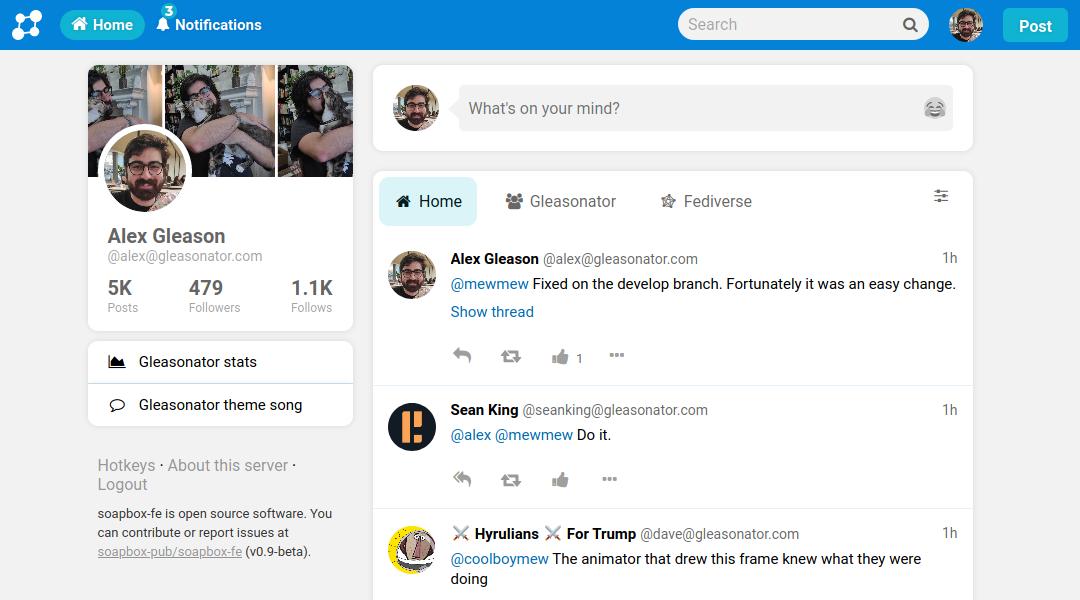 Home
3
Notifications
Search
Post
Alex Gleason
@alex@gleasonator.com
5K
Posts
479
Followers
1.1K
Follows
Gleasonator stats
Gleasonator theme song
Hotkeys · About this server ·
Logout
soapbox-fe is open source software. You
can contribute or report issues at
soapbox-pub/soapbox-fe (v0.9-beta).
What's on your mind?
Home
Gleasonator
Fediverse
Alex Gleason @alex@gleasonator.com 1h
@mewmew Fixed on the develop branch. Fortunately it was an easy change.
Show thread
1
Sean King @seanking@gleasonator.com 1h
@alex @mewmew Do it.
⚔️ Hyrulians ⚔️ For Trump @dave@gleasonator.com 1h
@coolboymew The animator that drew this frame knew what they were
doing